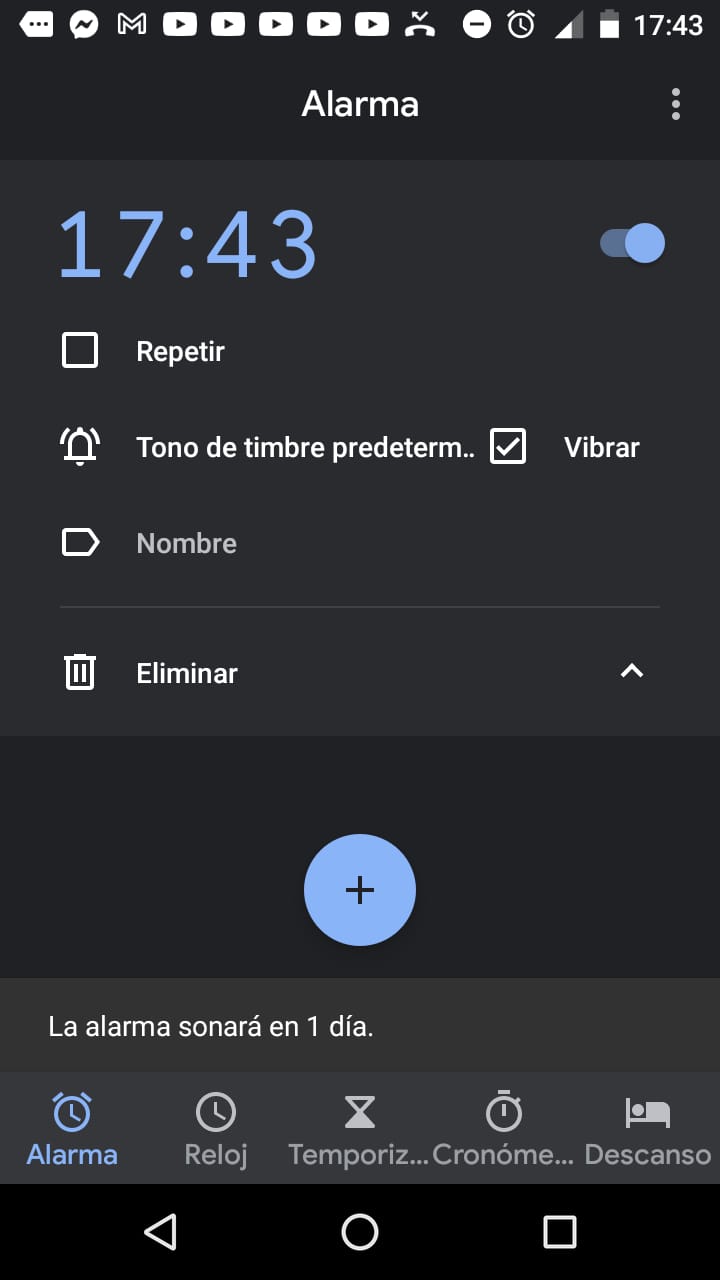 17:43
Alarma
17:43
Repetir
Tono de timbre predeterm.. Vibrar
Nombre
Eliminar
La alarma sonará en 1 día.
Alarma Reloj Temporiz... Cronóme... Descanso